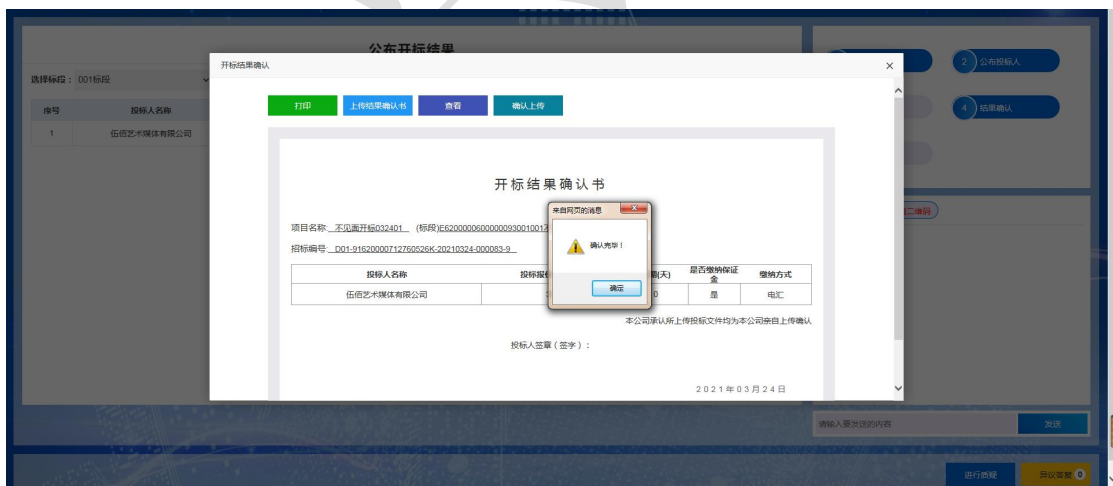 公布开标结果
选择标段： 001标段
序号 投标人名称
1 伍佰艺术媒体有限公司
开标结果确认
打印 上传结果确认书 查看 确认上传
开标结果确认书
项目名称: 不见面开标032401 (标段)E6200000600000093001001
招标编号: D01-91620000712760526K-20210324-000083-9
投标人名称 投标报 (天) 是否缴纳保证金 缴纳方式
伍佰艺术媒体有限公司 0 是 电汇
本公司承认所上传投标文件均为本公司亲自上传确认
投标人签章（签字）：
2021年03月24日
来自网页的消息
确认完毕！
确定
2 公布投标人
4 结果确认
二维码
请输入要发送的内容 发送
进行质疑 异议答复 0